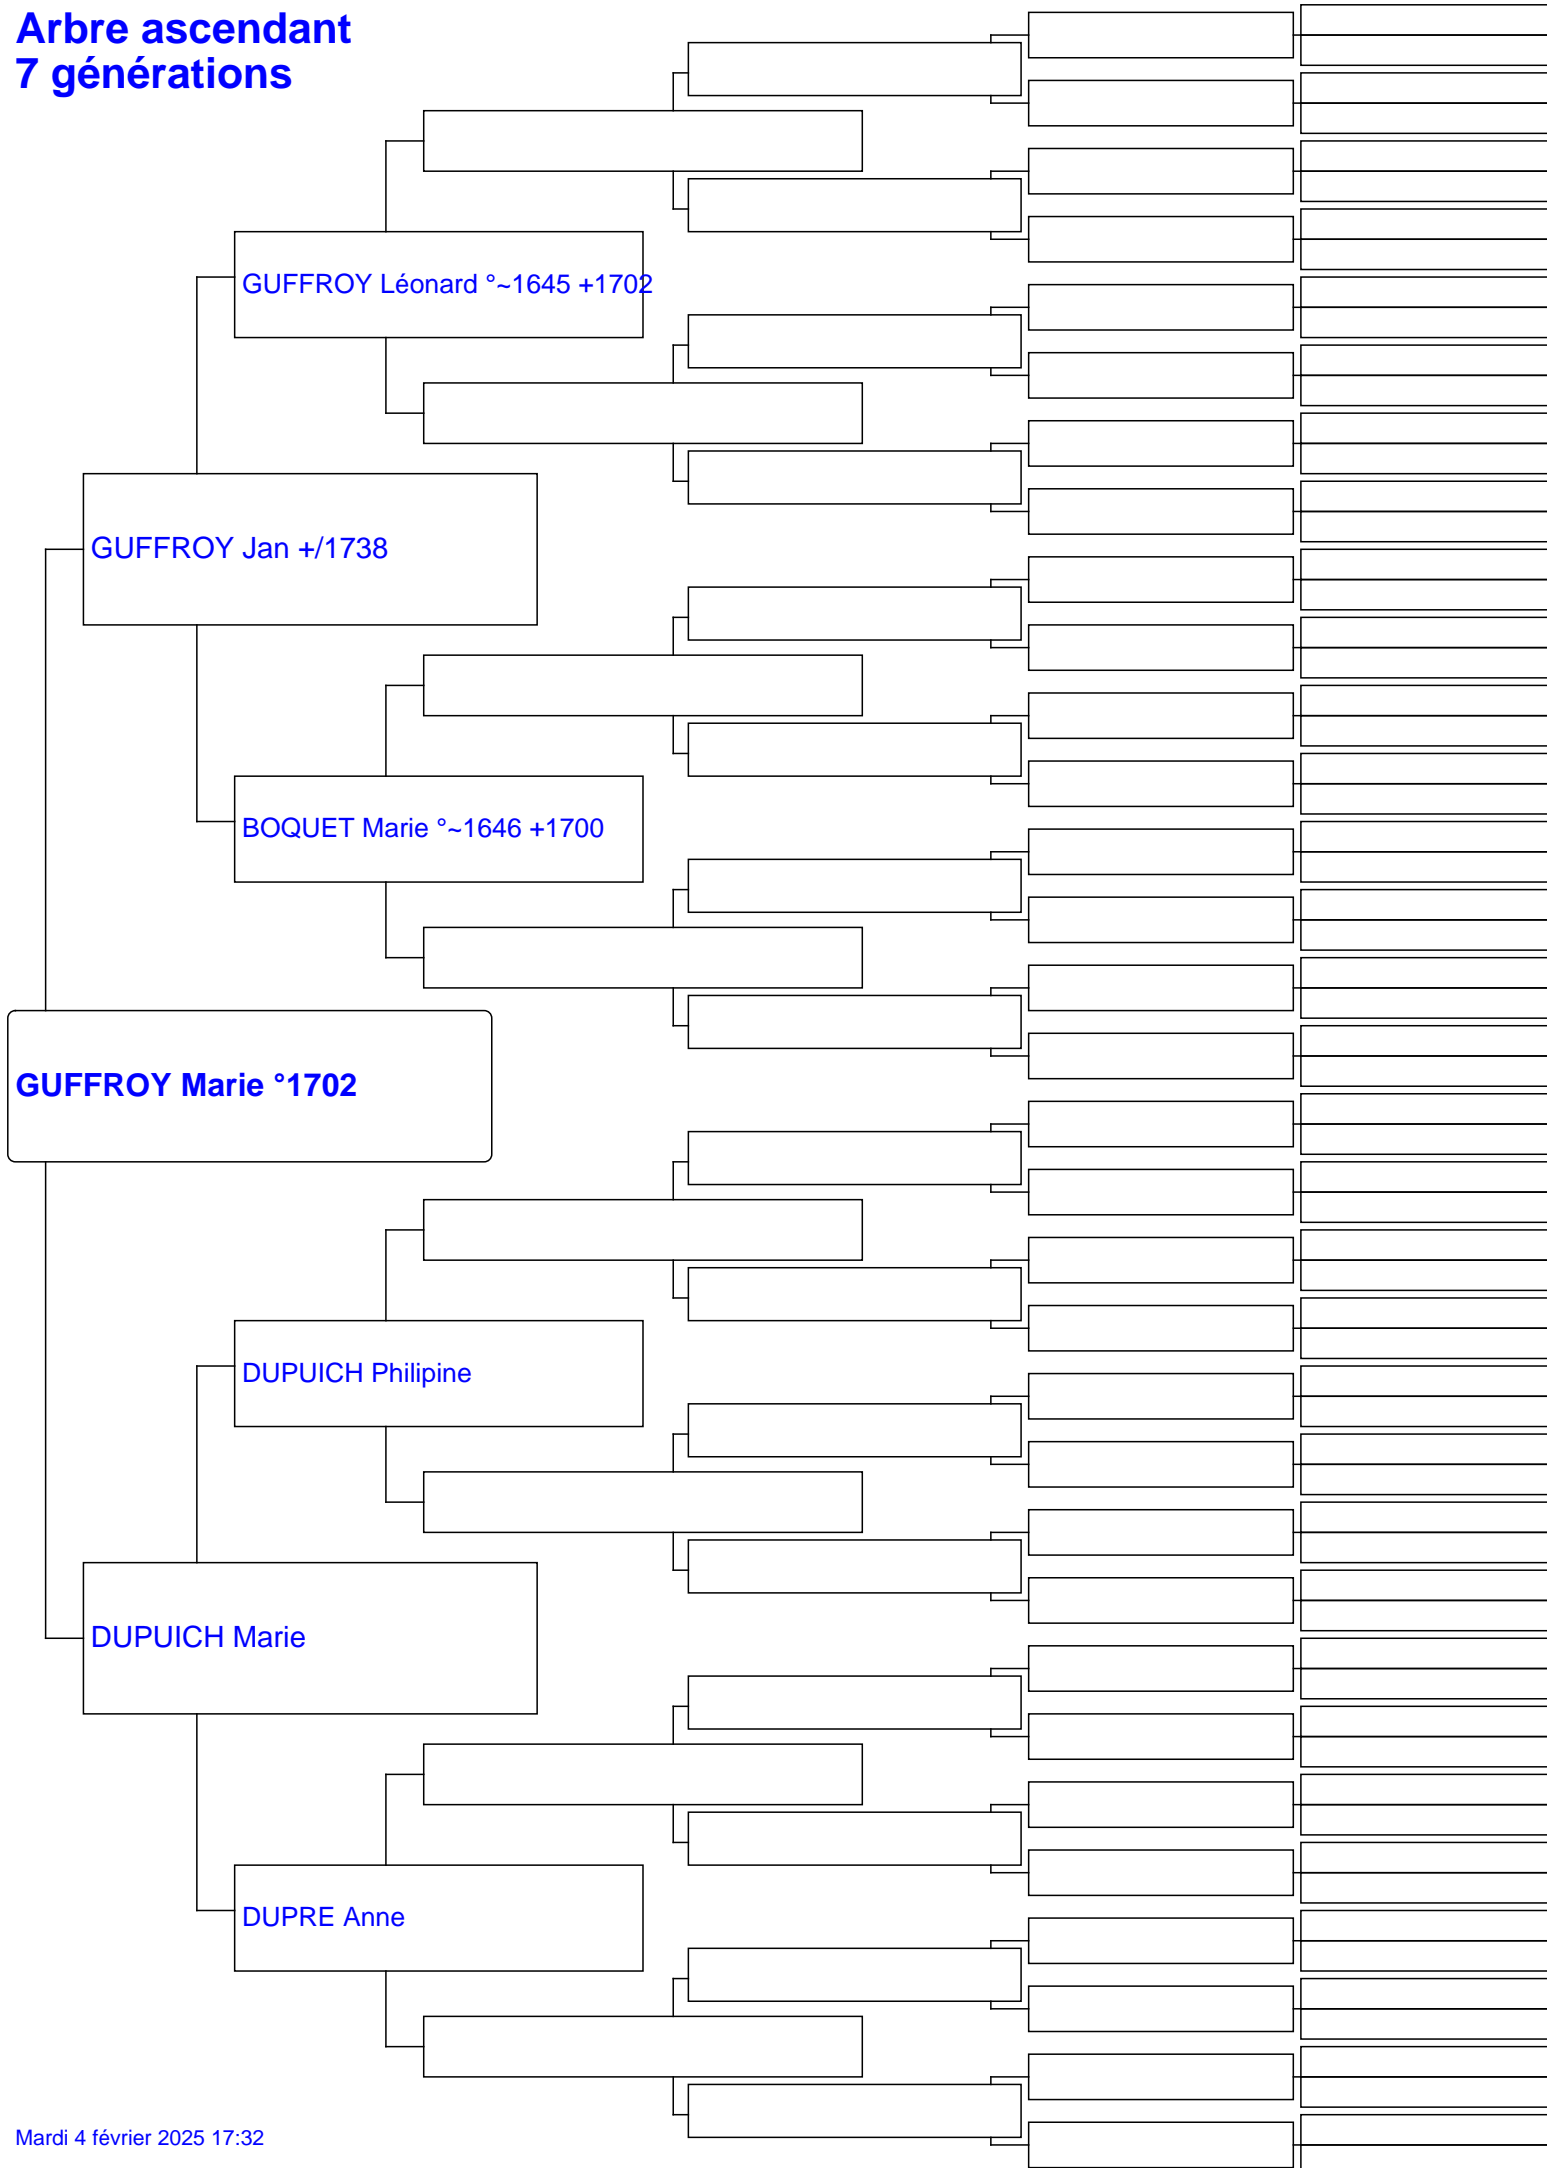 Arbre ascendant
7 générations
GUFFROY Léonard °~1645 +1702
GUFFROY Jan +/1738
BOQUET Marie °~1646 +1700
GUFFROY Marie °1702
DUPUICH Philipine
DUPUICH Marie
DUPRE Anne
Mardi 4 février 2025 17:32